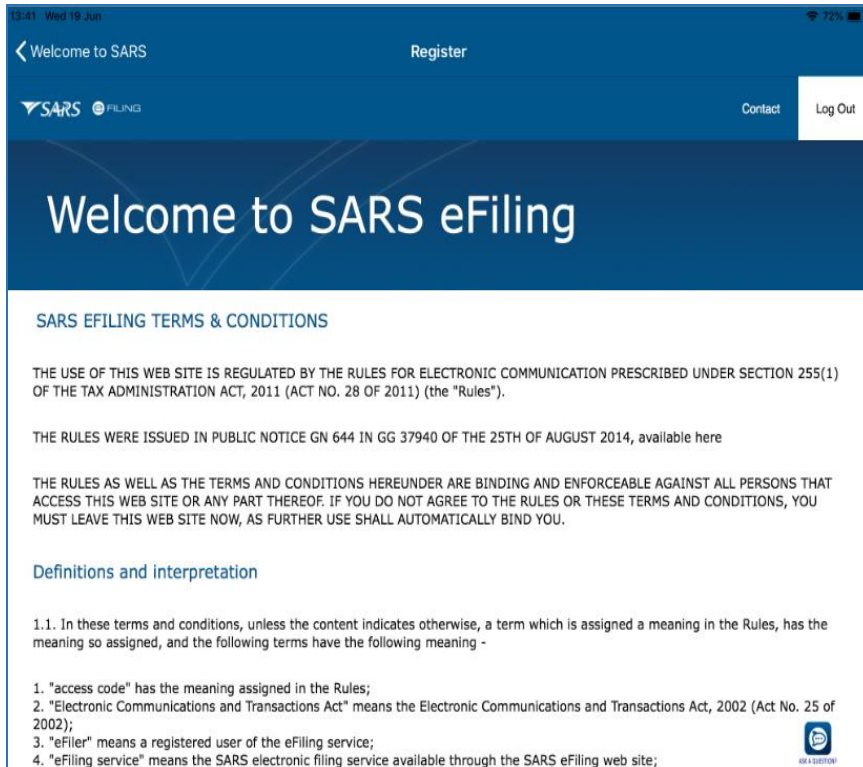 13:41 Wed 19 Jun
72%
Welcome to SARS
Register
SARS eFILING
Contact
Log Out
Welcome to SARS eFiling
SARS EFILING TERMS & CONDITIONS
THE USE OF THIS WEB SITE IS REGULATED BY THE RULES FOR ELECTRONIC COMMUNICATION PRESCRIBED UNDER SECTION 255(1)
OF THE TAX ADMINISTRATION ACT, 2011 (ACT NO. 28 OF 2011) (the "Rules").
THE RULES WERE ISSUED IN PUBLIC NOTICE GN 644 IN GG 37940 OF THE 25TH OF AUGUST 2014, available here
THE RULES AS WELL AS THE TERMS AND CONDITIONS HEREUNDER ARE BINDING AND ENFORCEABLE AGAINST ALL PERSONS THAT
ACCESS THIS WEB SITE OR ANY PART THEREOF. IF YOU DO NOT AGREE TO THE RULES OR THESE TERMS AND CONDITIONS, YOU
MUST LEAVE THIS WEB SITE NOW, AS FURTHER USE SHALL AUTOMATICALLY BIND YOU.
Definitions and interpretation
1.1. In these terms and conditions, unless the content indicates otherwise, a term which is assigned a meaning in the Rules, has the
meaning so assigned, and the following terms have the following meaning -
1. "access code" has the meaning assigned in the Rules;
2. "Electronic Communications and Transactions Act" means the Electronic Communications and Transactions Act, 2002 (Act No. 25 of
2002);
3. "eFiler" means a registered user of the eFiling service;
4. "eFiling service" means the SARS electronic filing service available through the SARS eFiling web site;
ASK A QUESTION?